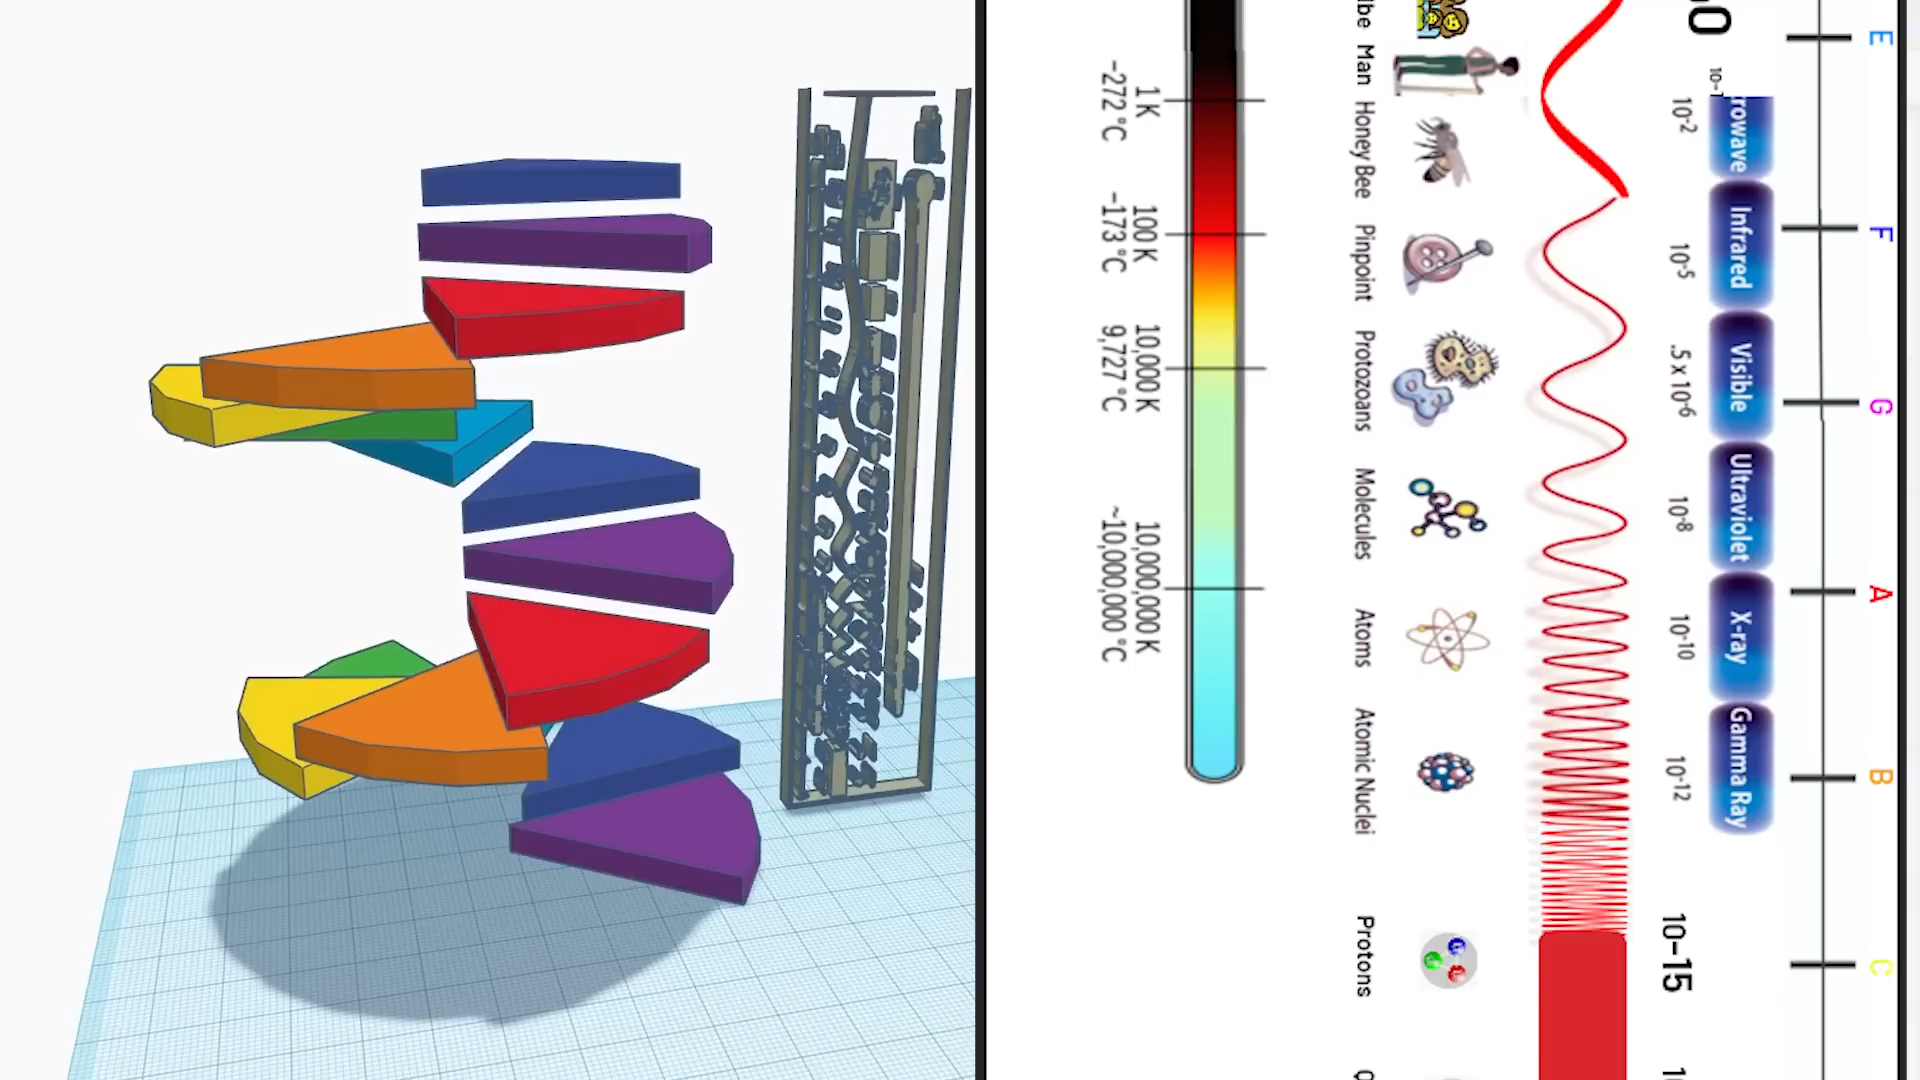 1 K
-272 °C
100 K
-173 °C
10,000 K
9,727 °C
10,000,000 K
~10,000,000 °C
Man
Honey Bee
Pinpoint
Protozoans
Molecules
Atoms
Atomic Nuclei
Protons
10-2
10-5
.5 x 10-6
10-8
10-10
10-12
10-15
Infrared
Visible
Ultraviolet
X-ray
Gamma Ray
E
F
G
A
B
C